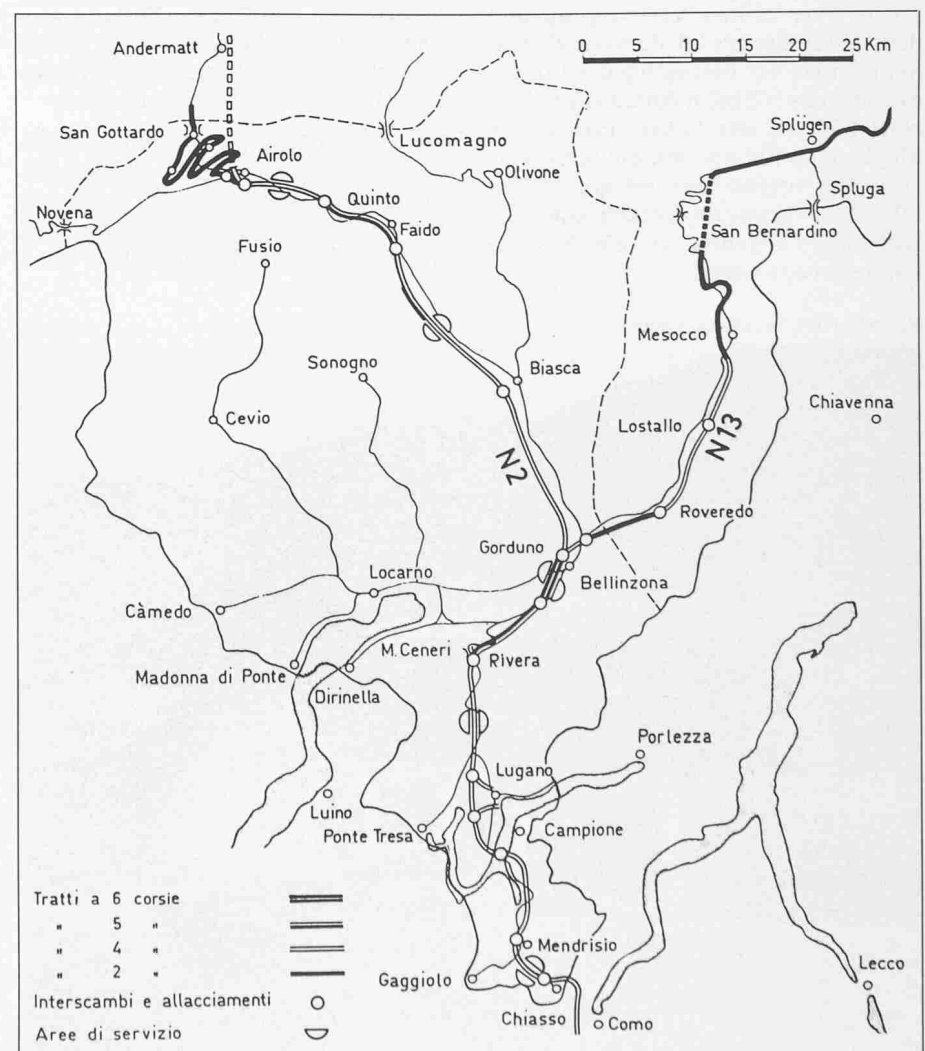 Andermatt
0 5 10 15 20 25 Km
San Gottardo
Lucomagno
Splügen
Airolo
Olivone
Spluga
Quinto
Novena
Faido
San Bernardino
Fusio
Mesocco
Sonogno
Biasca
Chiavenna
Cevio
Lostallo
N2
N13
Roveredo
Gorduno
Locarno
Bellinzona
Càmedo
M. Ceneri
Rivera
Madonna di Ponte
Dirinella
Porlezza
Lugano
Luino
Ponte Tresa
Campione
Tratti a 6 corsie
" 5 "
" 4 "
" 2 "
Mendrisio
Gaggiolo
Lecco
Interscambi e allacciamenti
Chiasso
Como
Aree di servizio